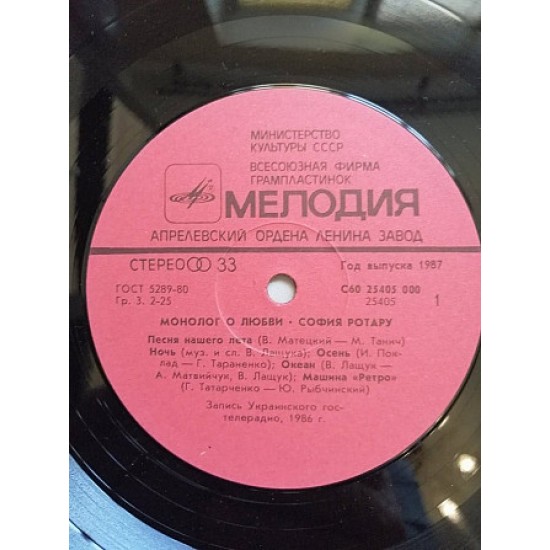 МИНИСТЕРСТВО
КУЛЬТУРЫ СССР
ВСЕСОЮЗНАЯ ФИРМА
ГРАМПЛАСТИНОК
МЕЛОДИЯ
АПРЕЛЕВСКИЙ ОРДЕНА ЛЕНИНА ЗАВОД
СТЕРЕО 33 Год выпуска 1987
ГОСТ 5289-80 С60 25405 000
Гр. 3. 2-25 25405 1
МОНОЛОГ О ЛЮБВИ · СОФИЯ РОТАРУ
Песня нашего лета (В. Матецкий — М. Танич)
Ночь (муз. и сл. В. Лащука); Осень (И. Пок-
лад — Г. Тараненко); Океан (В. Лащук —
А. Матвийчук, В. Лащук); Машина «Ретро»
(Г. Татарченко — Ю. Рыбчинский)
Запись Украинского гос-
телерадио, 1986 г.